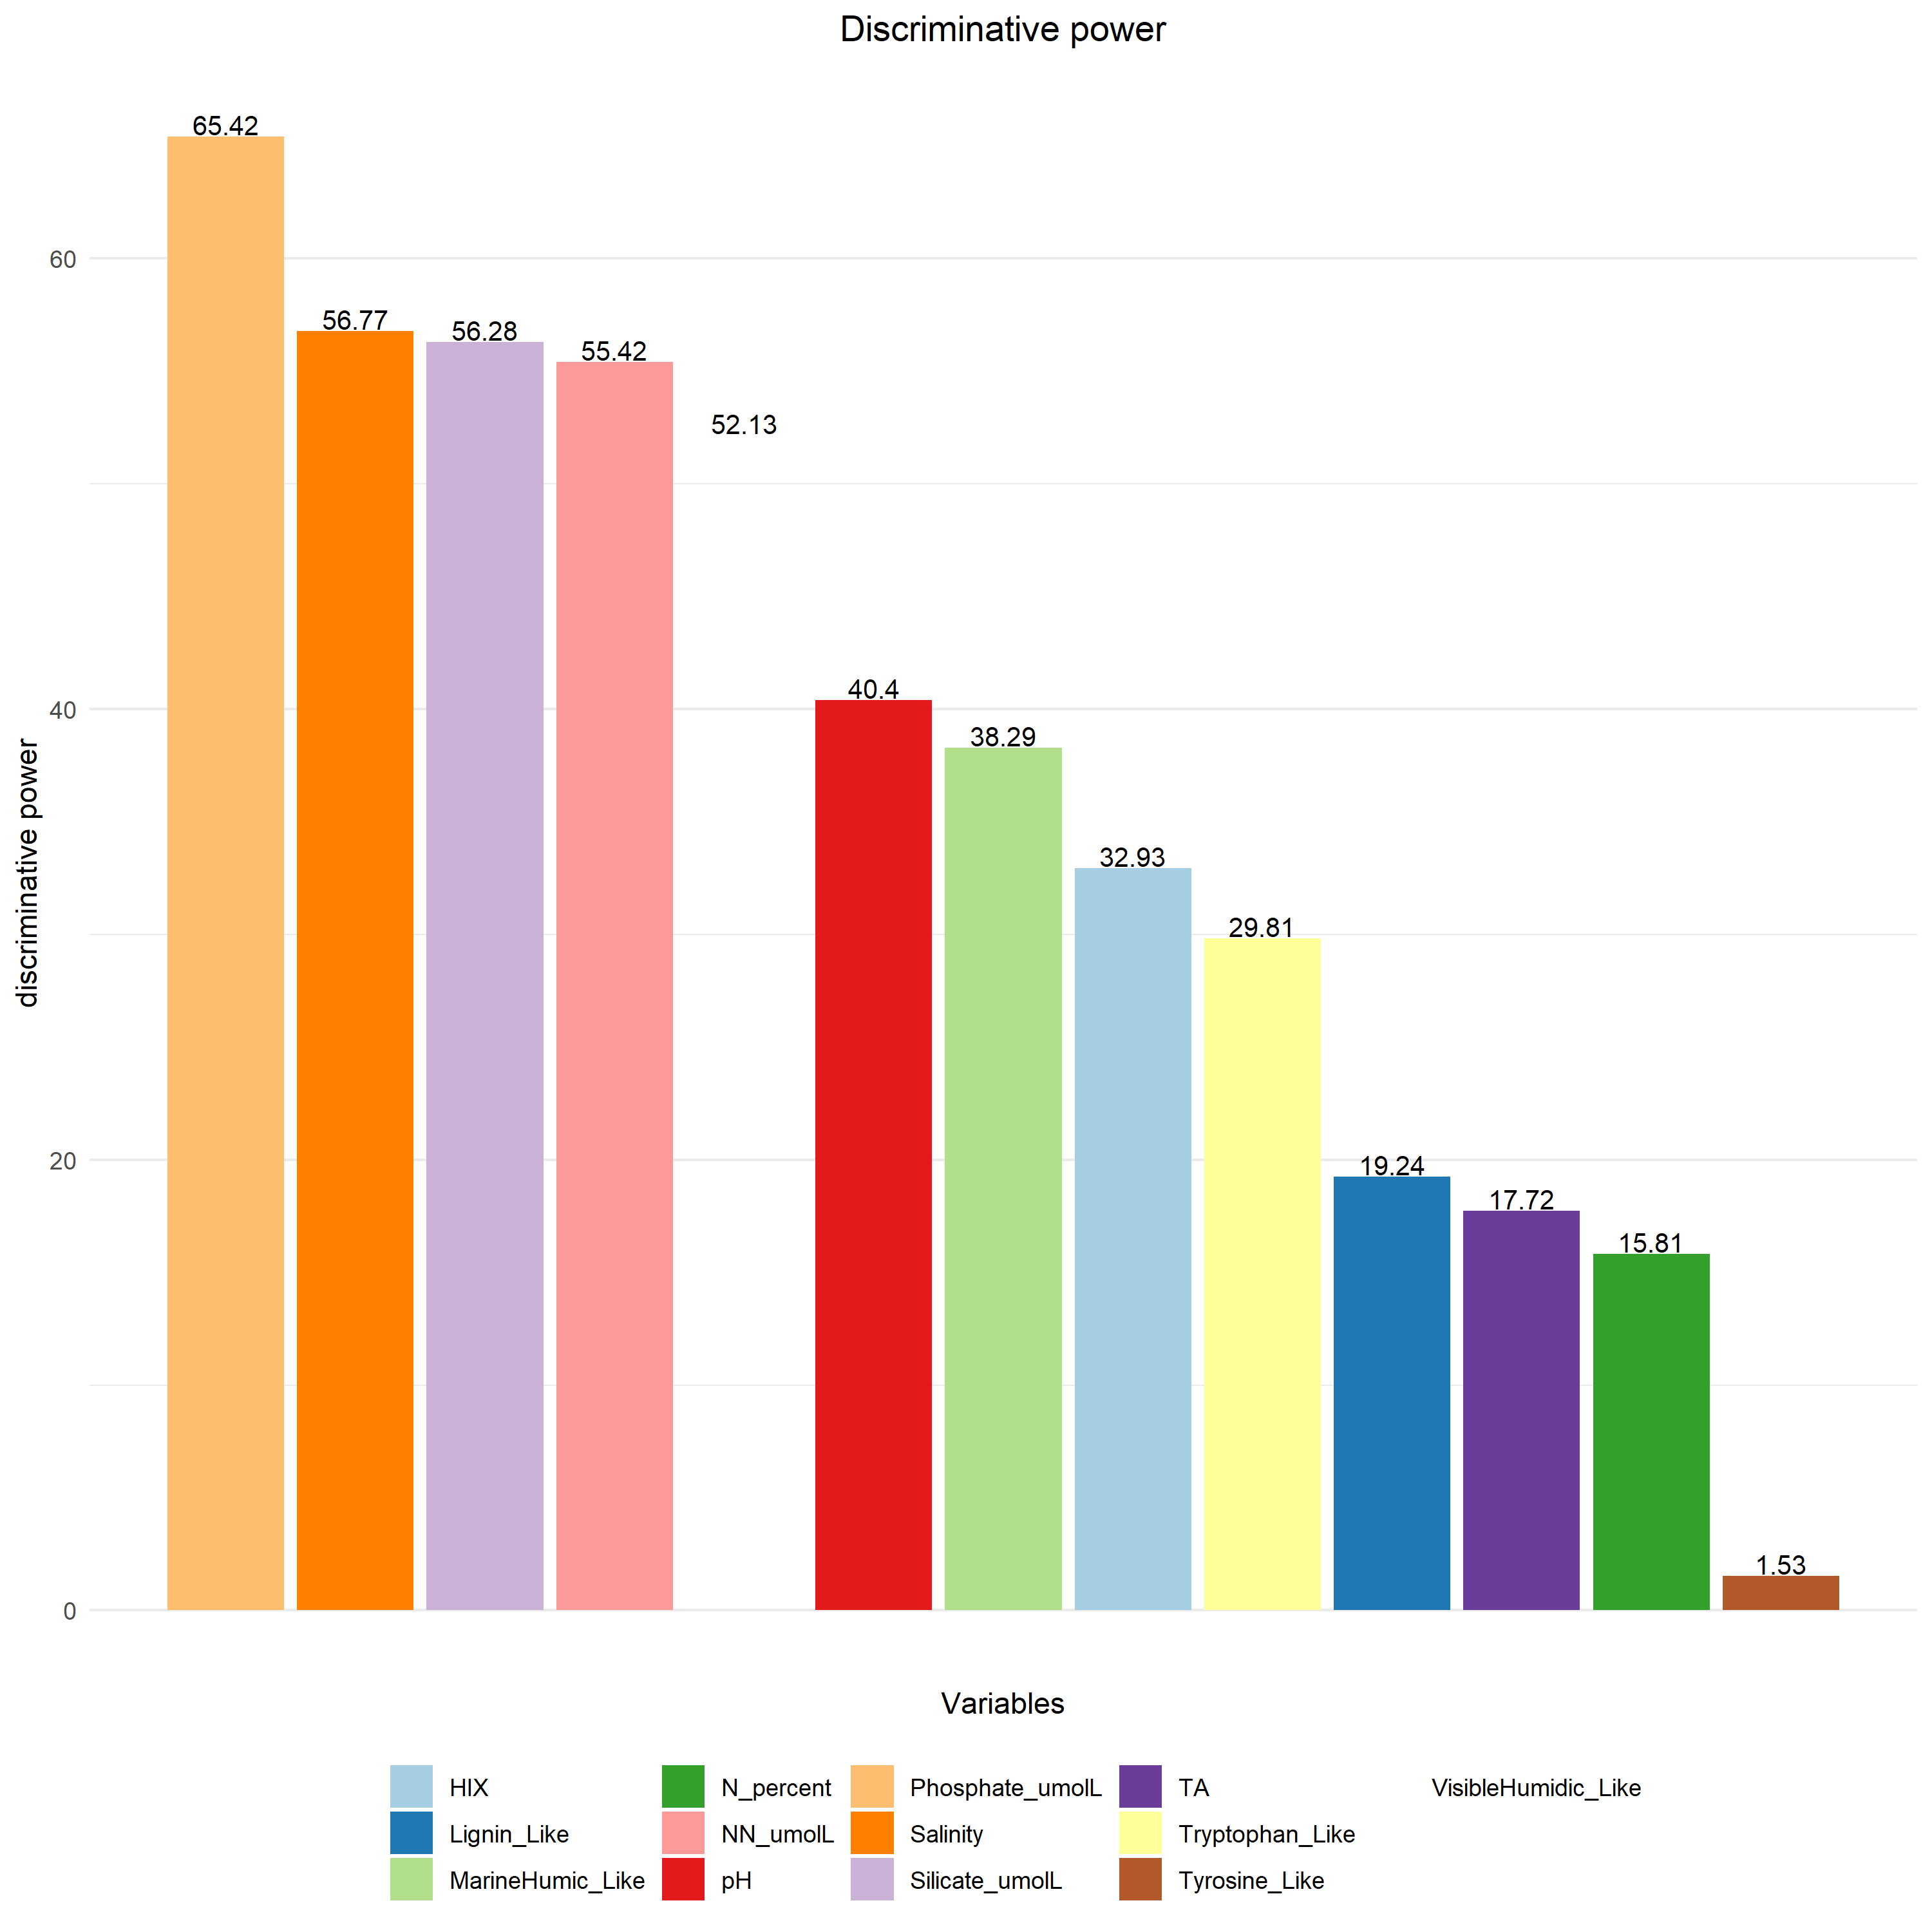 Discriminative power
65.42
56.77
56.28
55.42
52.13
40.4
38.29
32.93
29.81
19.24
17.72
15.81
1.53
60
40
20
0
discriminative power
Variables
HIX
Lignin_Like
MarineHumic_Like
N_percent
NN_umolL
pH
Phosphate_umolL
Salinity
Silicate_umolL
TA
Tryptophan_Like
Tyrosine_Like
VisibleHumidic_Like